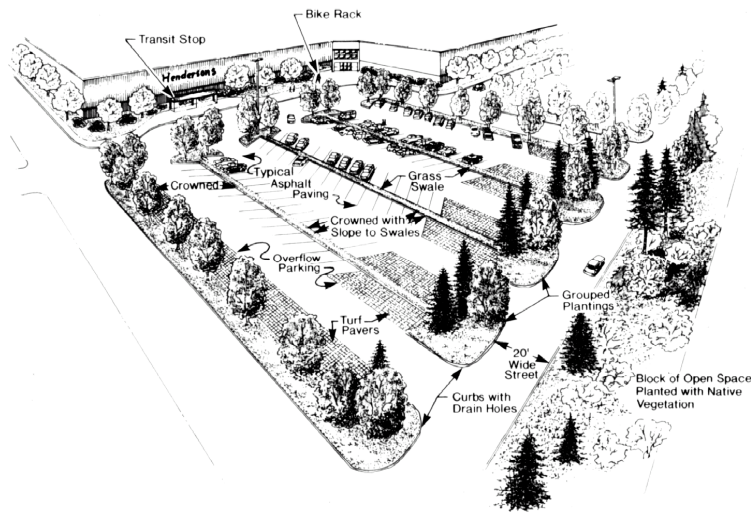 Bike Rack
Transit Stop
Hendersons
Crowned
Typical
Asphalt
Paving
Grass
Swale
Crowned with
Slope to Swales
Overflow
Parking
Turf
Pavers
Grouped
Plantings
20'
Wide
Street
Curbs with
Drain Holes
Block of Open Space
Planted with Native
Vegetation